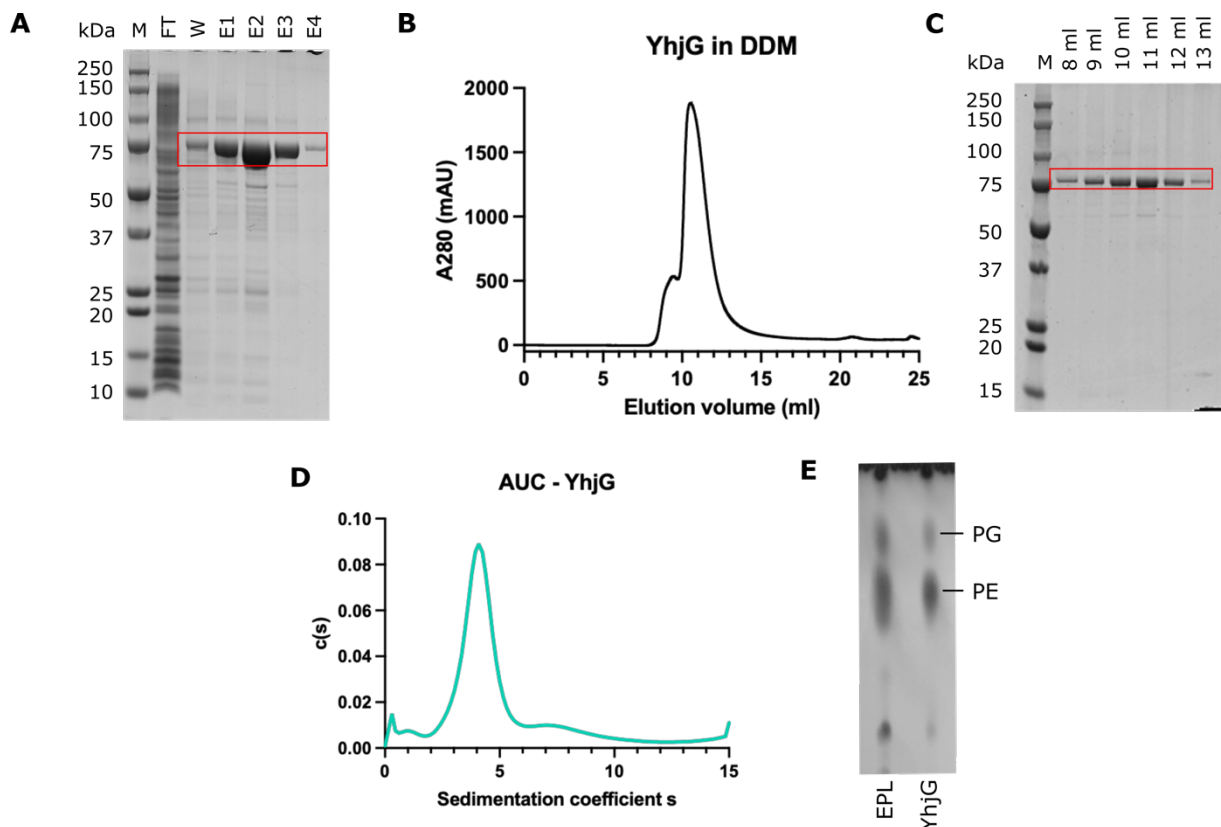 A
kDa M FT W E1 E2 E3 E4
250
150
100
75
50
37
25
20
15
10
B
YhjG in DDM
A280 (mAU)
2000
1500
1000
500
0
0 5 10 15 20 25
Elution volume (ml)
C
kDa M 8 ml 9 ml 10 ml 11 ml 12 ml 13 ml
250
150
100
75
50
37
25
20
15
D
AUC - YhjG
c(s)
0.10
0.08
0.06
0.04
0.02
0.00
0 5 10 15
Sedimentation coefficient s
E
PG
PE
EPL YhjG